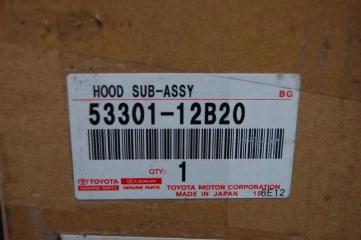 HOOD SUB-ASSY BG
53301-12B20
QTY: 1
TOYOTA LEXUS
GENUINE PARTS GENUINE PARTS TOYOTA MOTOR CORPORATION
MADE IN JAPAN 6E12